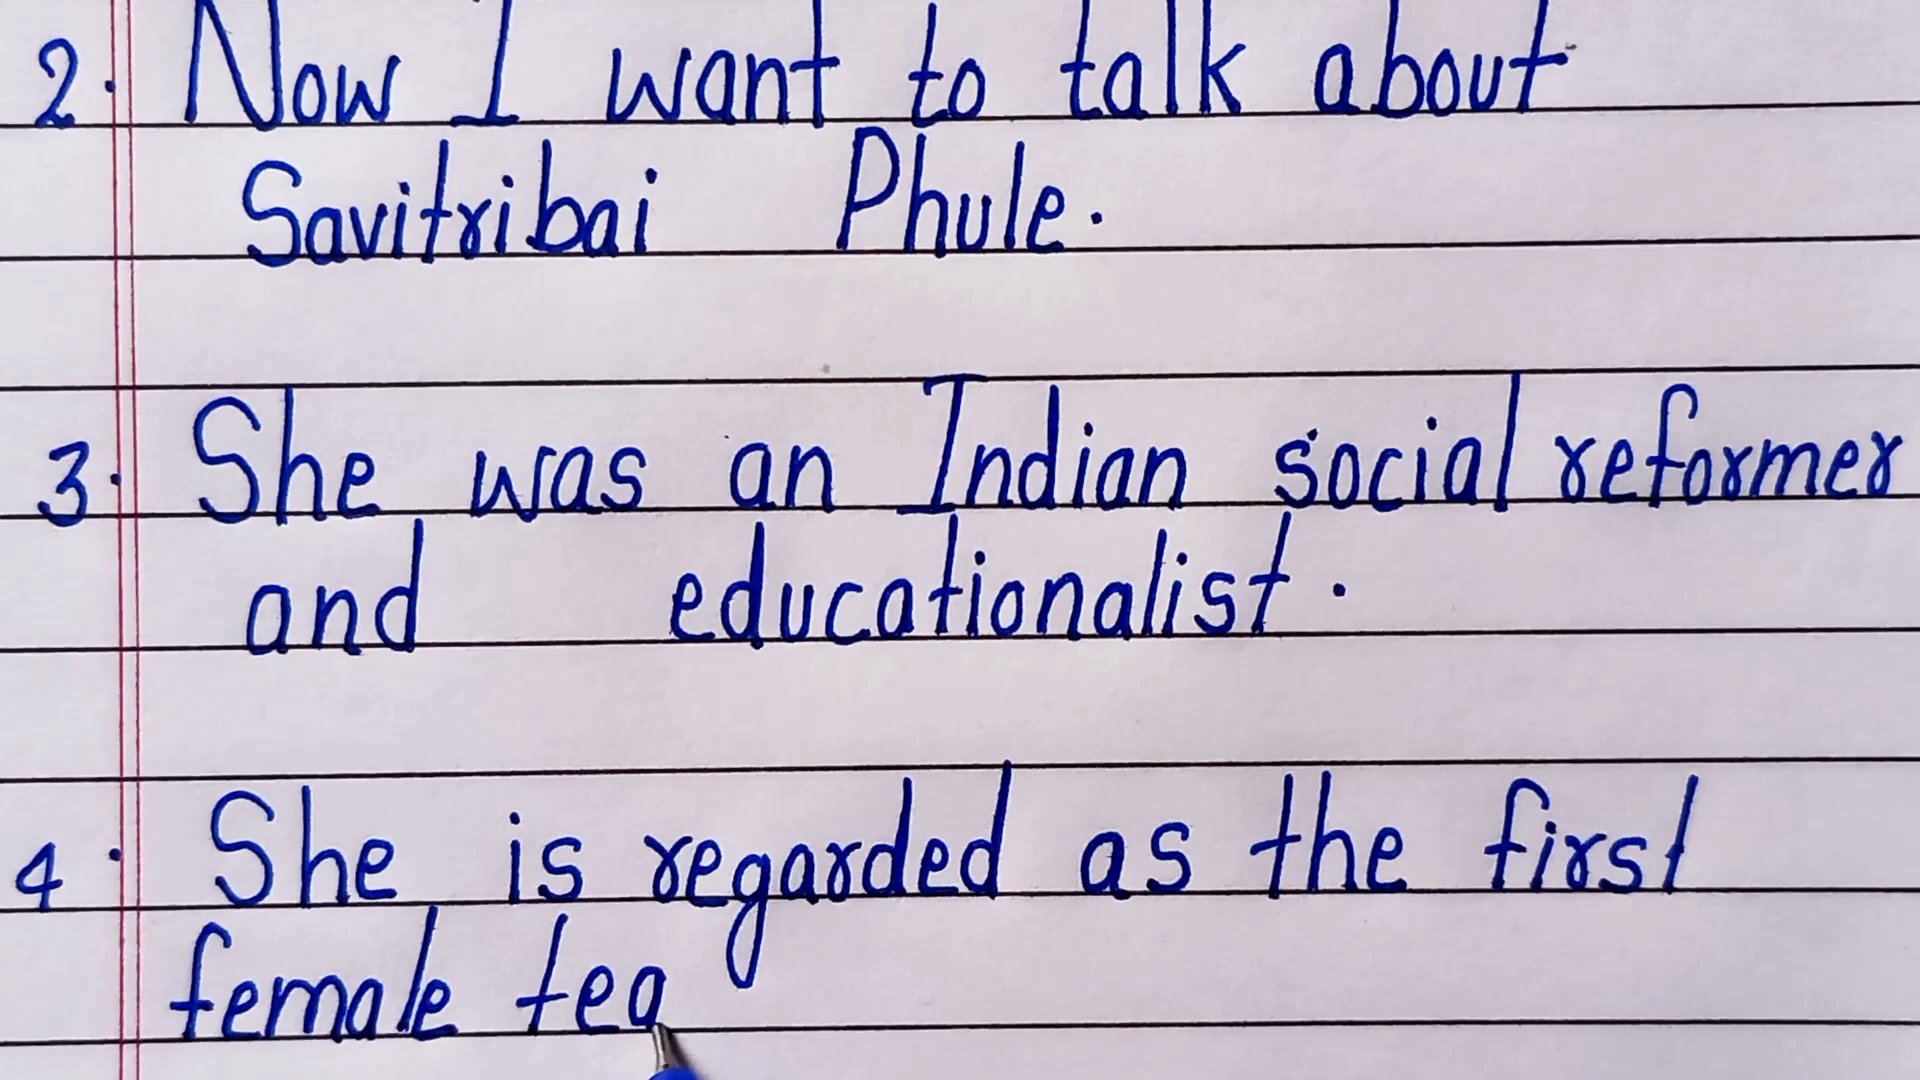 2. Now I want to talk about
Savitribai Phule.
3. She was an Indian social reformer
and educationalist.
4. She is regarded as the first
female tea